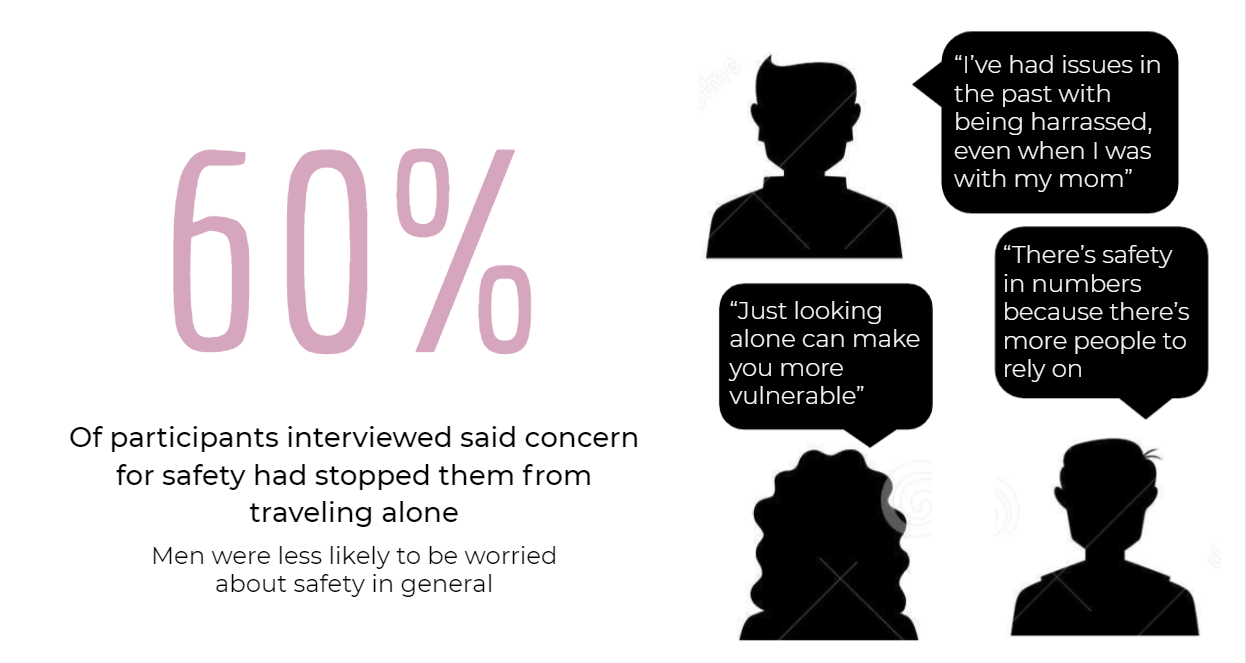 60%
Of participants interviewed said concern
for safety had stopped them from
traveling alone
Men were less likely to be worried
about safety in general
“I’ve had issues in
the past with
being harrassed,
even when I was
with my mom”
“Just looking
alone can make
you more
vulnerable”
“There’s safety
in numbers
because there’s
more people to
rely on